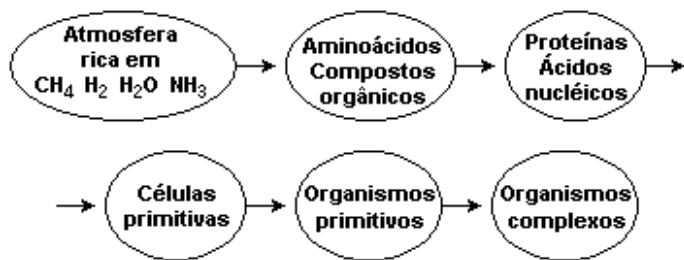 Atmosfera
rica em
CH₄ H₂ H₂O NH₃
Aminoácidos
Compostos
orgânicos
Proteínas
Ácidos
nucléicos
Células
primitivas
Organismos
primitivos
Organismos
complexos